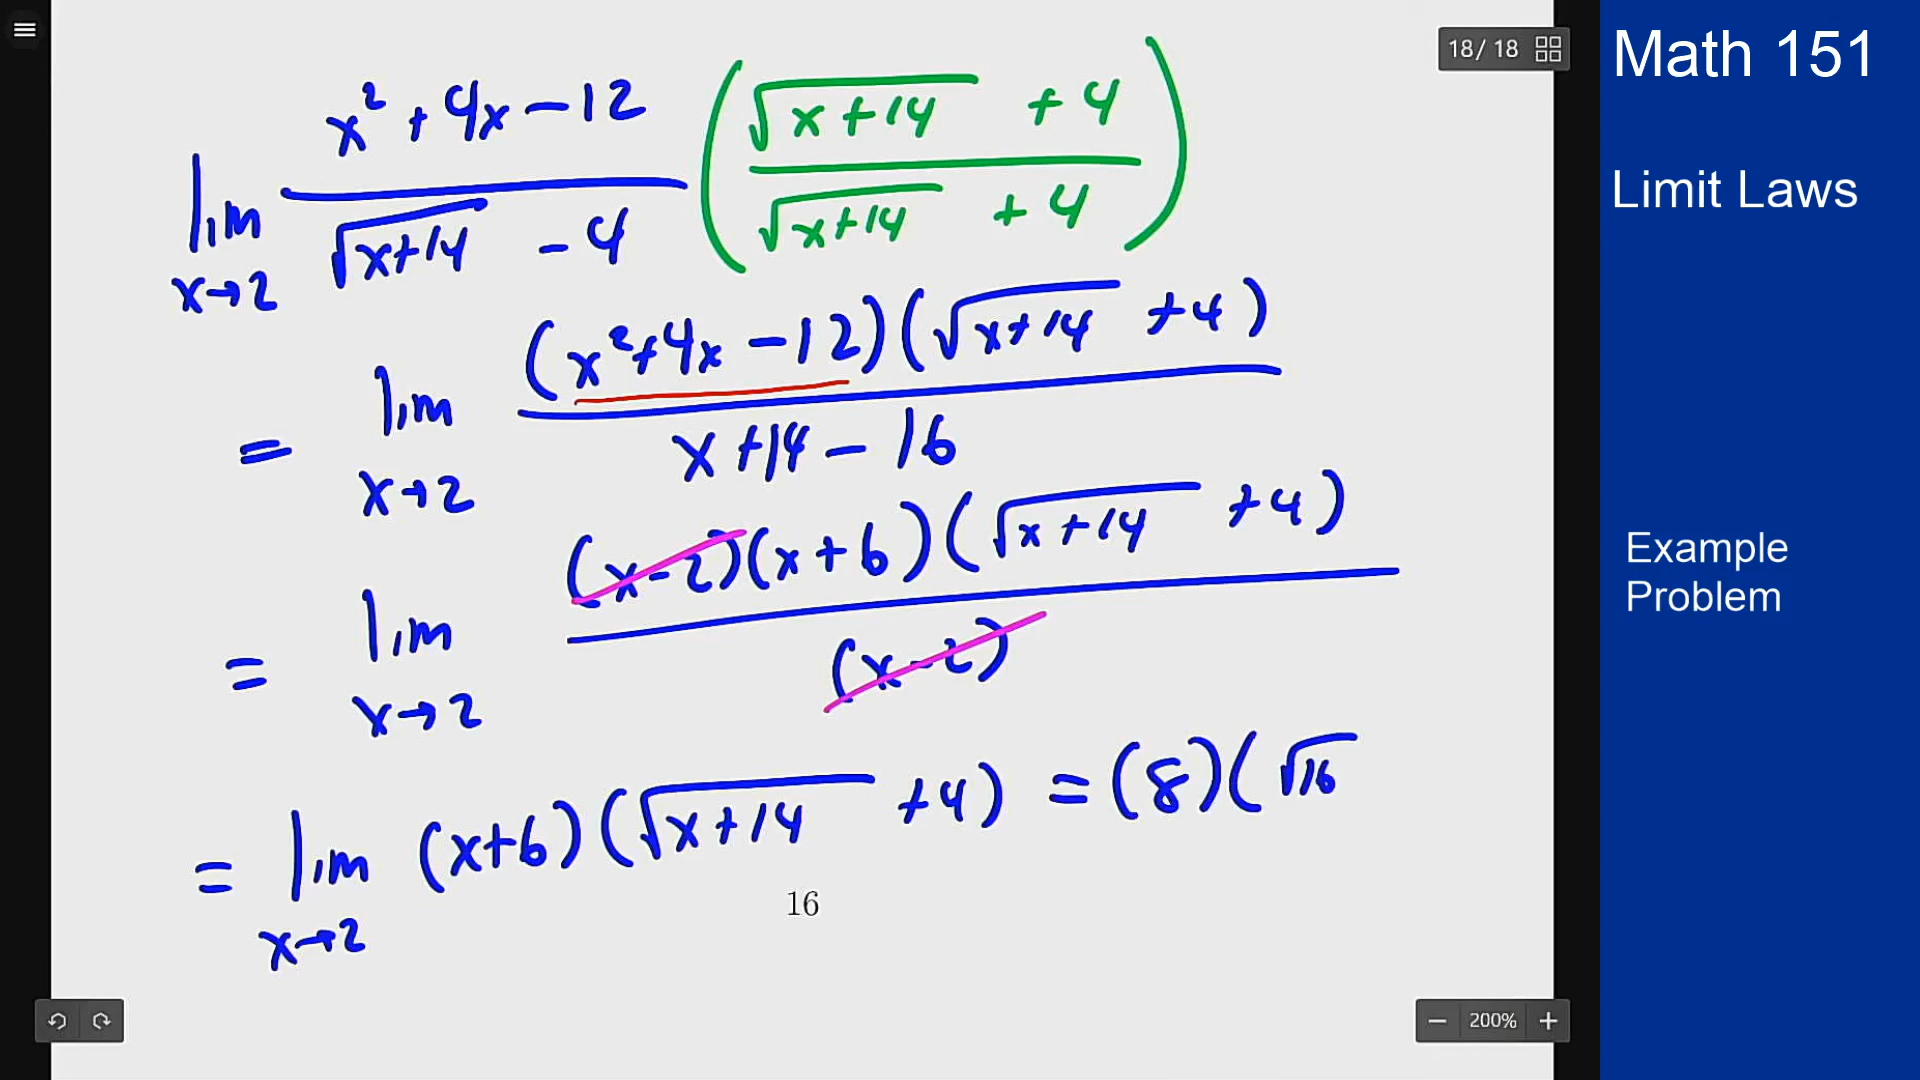 18/ 18
Math 151
Limit Laws
Example
Problem
lim x→2 (x² + 4x − 12)/(√(x+14) − 4) ( (√(x+14) + 4)/(√(x+14) + 4) )
= lim x→2 (x²+4x −12)(√(x+14) +4)/(x+14 − 16)
= lim x→2 (x−2)(x+6)(√(x+14) +4)/(x−2)
= lim x→2 (x+6)(√(x+14) +4) = (8)(√16
16
200%